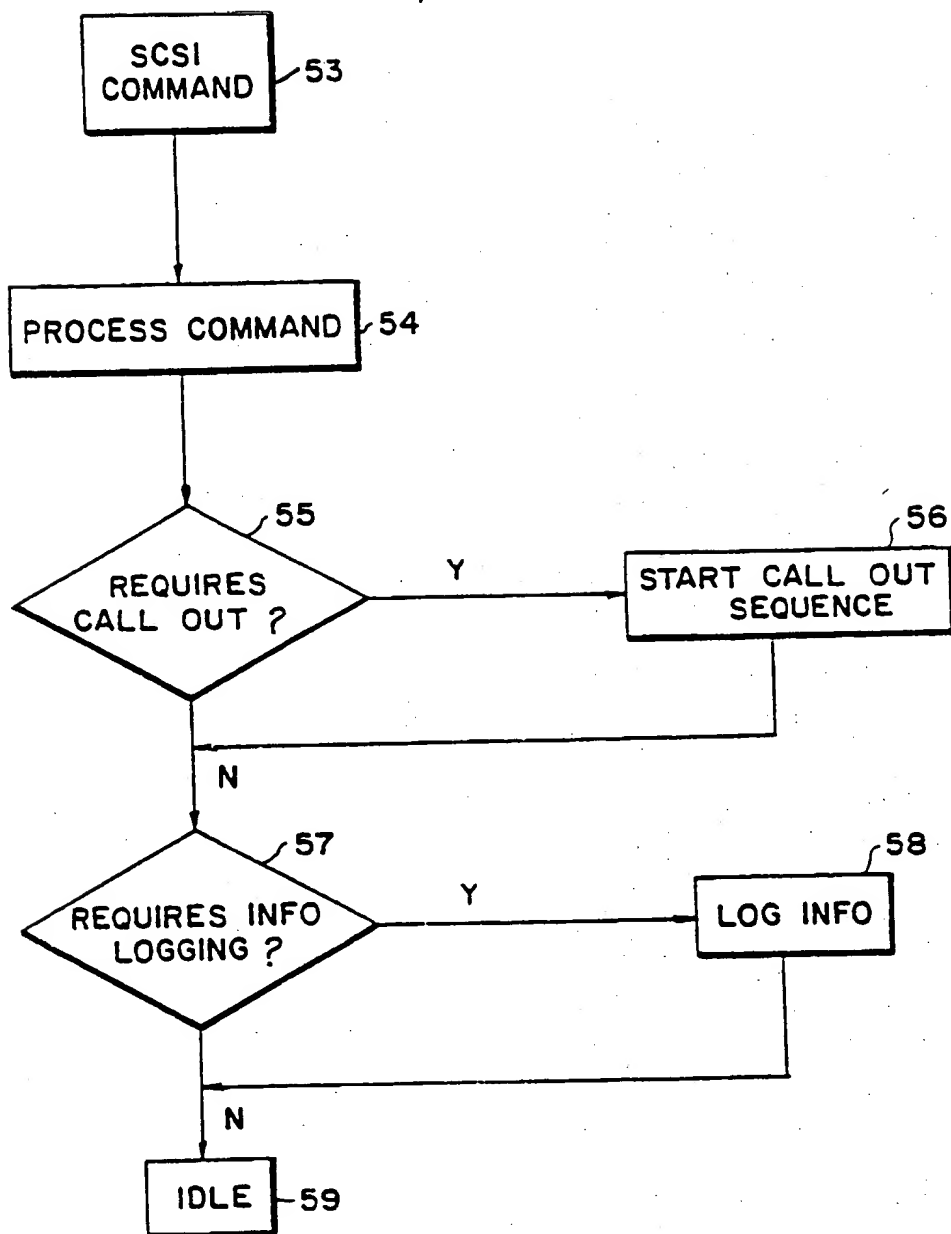 SCSI
COMMAND
53
PROCESS COMMAND
54
55
REQUIRES
CALL OUT ?
Y
56
START CALL OUT
SEQUENCE
N
57
REQUIRES INFO
LOGGING ?
Y
58
LOG INFO
N
IDLE
59